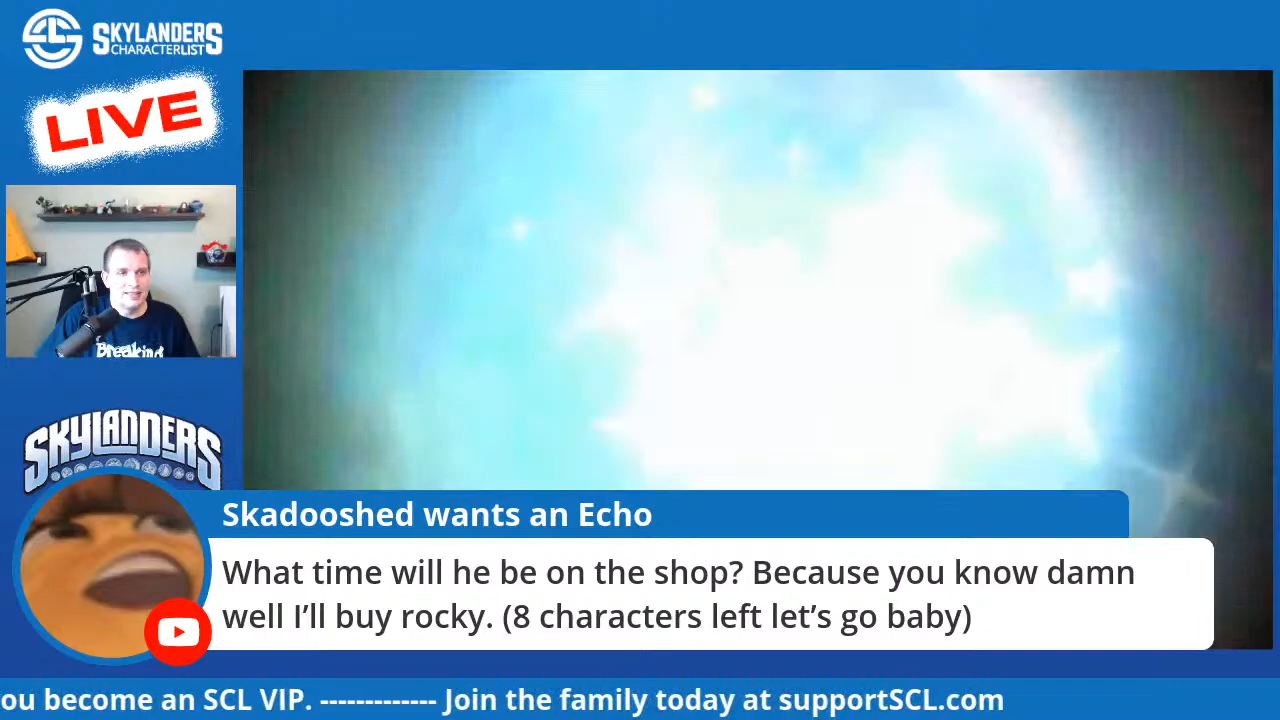 SKYLANDERS
CHARACTERLIST
LIVE
Breaking
SKYLANDERS
Skadooshed wants an Echo
What time will he be on the shop? Because you know damn
well I’ll buy rocky. (8 characters left let’s go baby)
ou become an SCL VIP. ------------- Join the family today at supportSCL.com